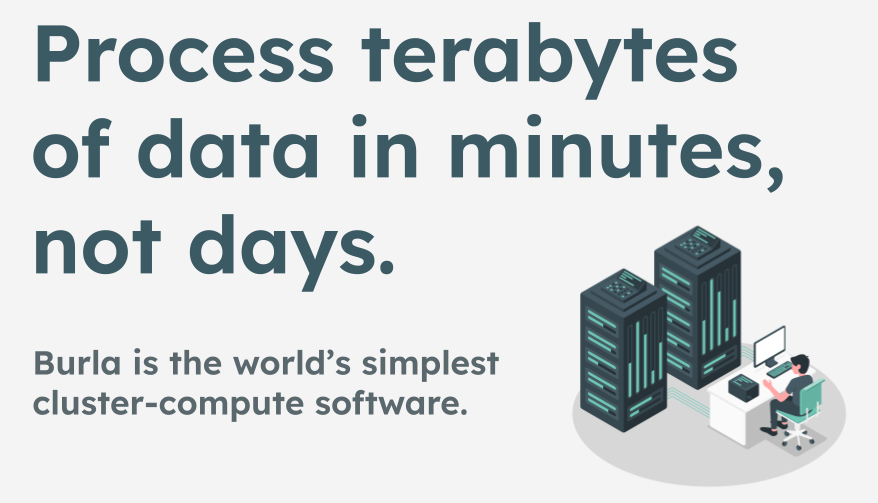 Process terabytes
of data in minutes,
not days.
Burla is the world’s simplest
cluster-compute software.